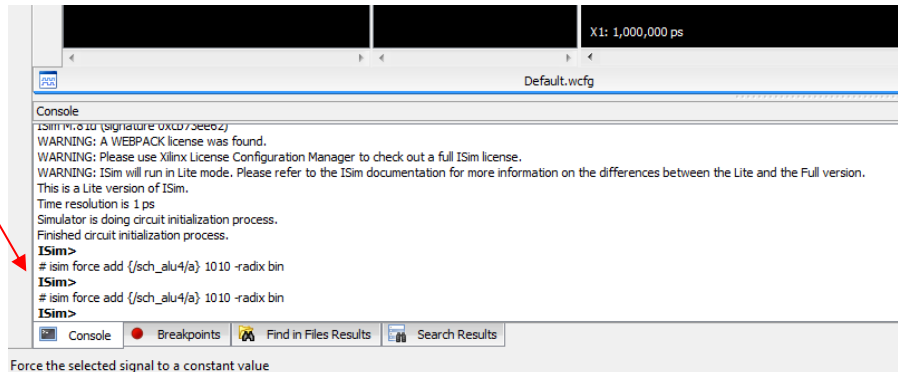 X1: 1,000,000 ps
Default.wcfg
Console
ISim M.81d (signature 0xcb73ee62)
WARNING: A WEBPACK license was found.
WARNING: Please use Xilinx License Configuration Manager to check out a full ISim license.
WARNING: ISim will run in Lite mode. Please refer to the ISim documentation for more information on the differences between the Lite and the Full version.
This is a Lite version of ISim.
Time resolution is 1 ps
Simulator is doing circuit initialization process.
Finished circuit initialization process.
ISim>
# isim force add {/sch_alu4/a} 1010 -radix bin
ISim>
# isim force add {/sch_alu4/a} 1010 -radix bin
ISim>
Console Breakpoints Find in Files Results Search Results
Force the selected signal to a constant value